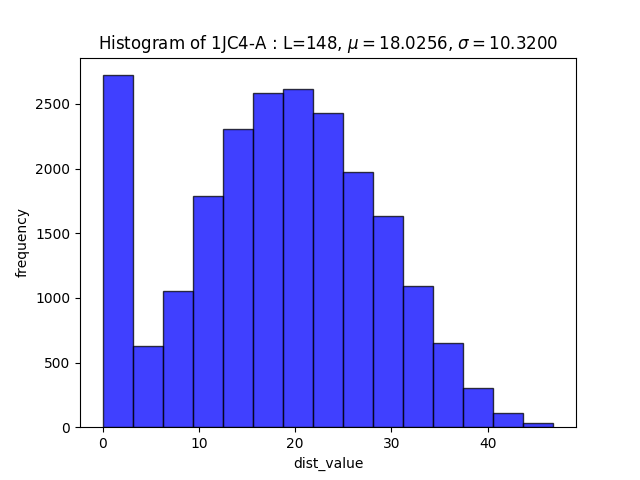 Histogram of 1JC4-A : L=148, μ = 18.0256, σ = 10.3200
frequency
2500
2000
1500
1000
500
0
0 10 20 30 40
dist_value